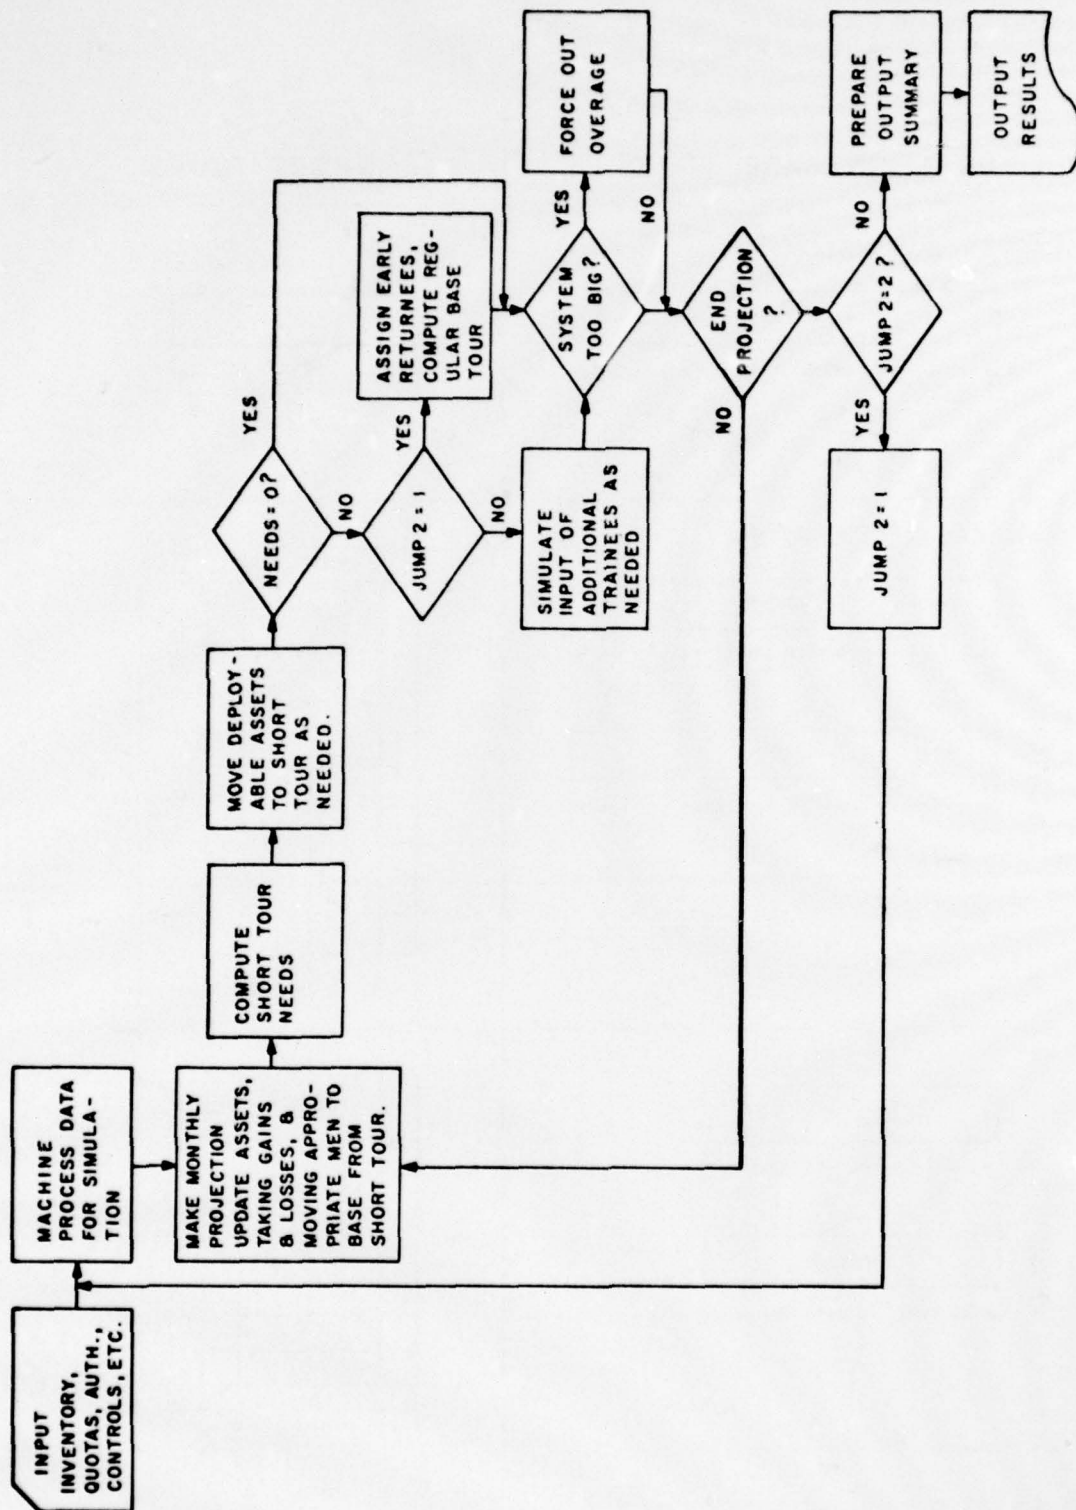 INPUT
INVENTORY,
QUOTAS, AUTH.,
CONTROLS, ETC.
MACHINE
PROCESS DATA
FOR SIMULA-
TION
MAKE MONTHLY
PROJECTION
UPDATE ASSETS,
TAKING GAINS
& LOSSES, &
MOVING APPRO-
PRIATE MEN TO
BASE FROM
SHORT TOUR.
COMPUTE
SHORT TOUR
NEEDS
MOVE DEPLOY-
ABLE ASSETS
TO SHORT
TOUR AS
NEEDED.
NEEDS = 0?
YES
NO
JUMP 2 = 1
YES
NO
ASSIGN EARLY
RETURNEES,
COMPUTE REG-
ULAR BASE
TOUR
SIMULATE
INPUT OF
ADDITIONAL
TRAINEES AS
NEEDED
SYSTEM
TOO BIG?
YES
NO
FORCE OUT
OVERAGE
END
PROJECTION
?
NO
JUMP 2 = 2?
YES
NO
JUMP 2 = 1
PREPARE
OUTPUT
SUMMARY
OUTPUT
RESULTS